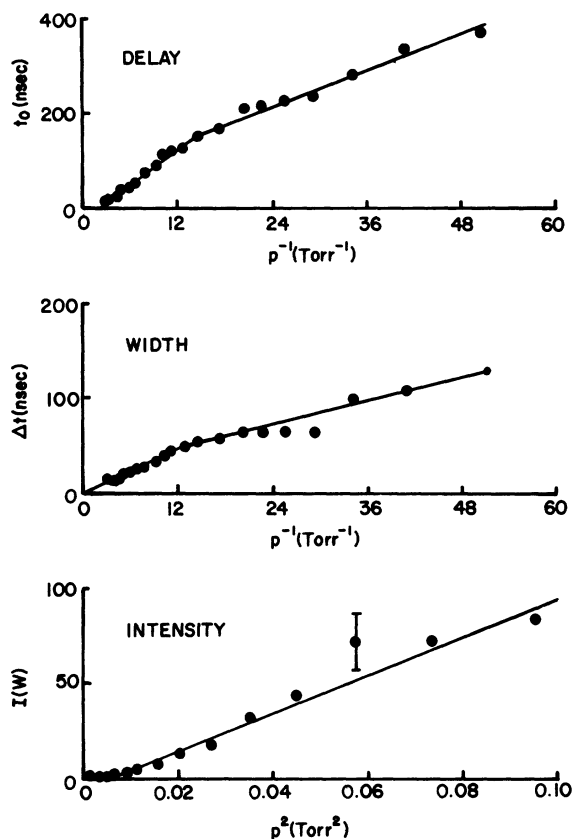 400
DELAY
t₀(nsec)
200
0
0 12 24 36 48 60
p⁻¹(Torr⁻¹)
200
WIDTH
Δt(nsec)
100
0
0 12 24 36 48 60
p⁻¹(Torr⁻¹)
100
INTENSITY
I(W)
50
0
0 0.02 0.04 0.06 0.08 0.10
p²(Torr²)